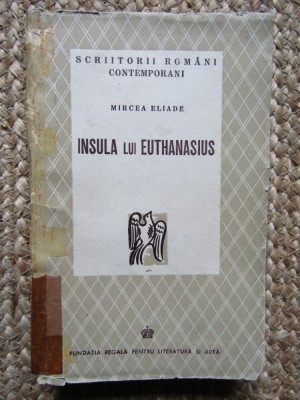 SCRIITORII ROMÂNI
CONTEMPORANI
MIRCEA ELIADE
INSULA LUI EUTHANASIUS
FUNDAȚIA REGALĂ PENTRU LITERATURĂ ȘI ARTĂ